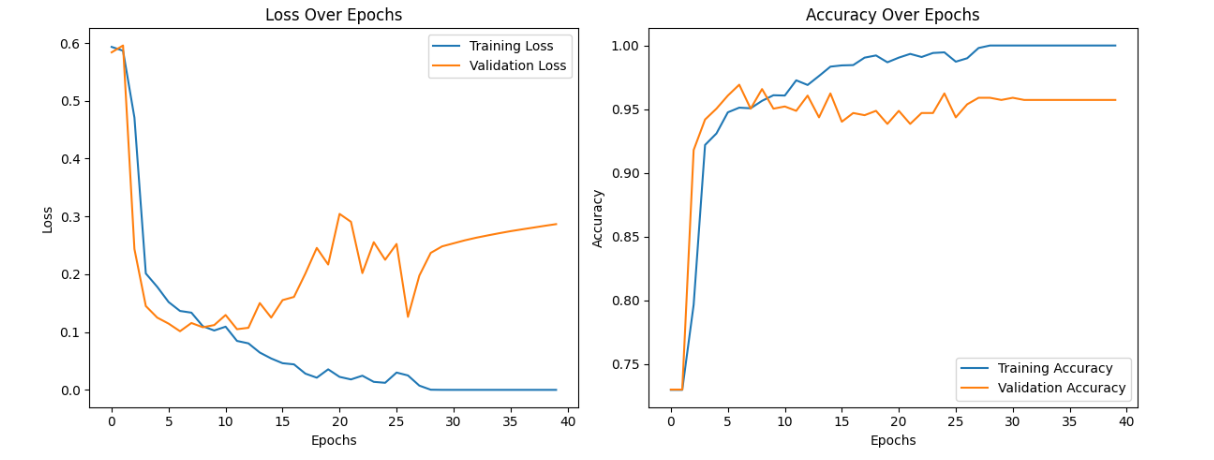 Loss Over Epochs
0.6
0.5
0.4
0.3
0.2
0.1
0.0
Loss
0 5 10 15 20 25 30 35 40
Epochs
Training Loss
Validation Loss
Accuracy Over Epochs
1.00
0.95
0.90
0.85
0.80
0.75
Accuracy
0 5 10 15 20 25 30 35 40
Epochs
Training Accuracy
Validation Accuracy